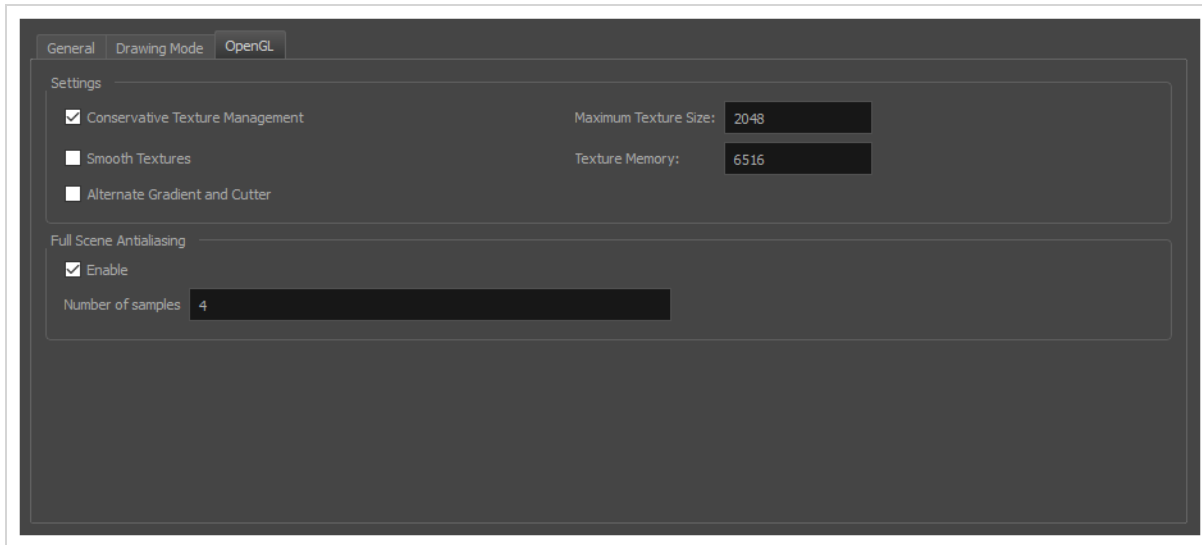 General Drawing Mode OpenGL
Settings
Conservative Texture Management Maximum Texture Size: 2048
Smooth Textures Texture Memory: 6516
Alternate Gradient and Cutter
Full Scene Antialiasing
Enable
Number of samples 4